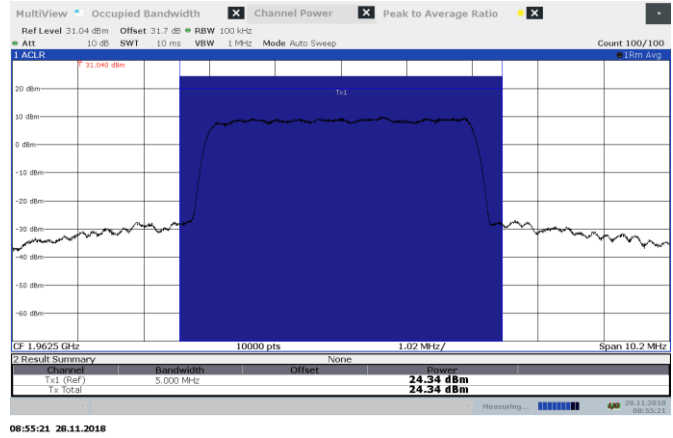 MultiView Occupied Bandwidth X Channel Power X Peak to Average Ratio X
Ref Level 31.04 dBm Offset 31.7 dB RBW 100 kHz
Att 10 dB SWT 10 ms VBW 1 MHz Mode Auto Sweep Count 100/100
1 ACLR 1Rm Avg
31.040 dBm
Tx1
20 dBm
10 dBm
0 dBm
-10 dBm
-20 dBm
-30 dBm
-40 dBm
-50 dBm
-60 dBm
CF 1.9625 GHz 10000 pts 1.02 MHz/ Span 10.2 MHz
2 Result Summary None
Channel Bandwidth Offset Power
Tx1 (Ref) 5.000 MHz 24.34 dBm
Tx Total 24.34 dBm
Measuring... 28.11.2018
08:55:21
08:55:21 28.11.2018